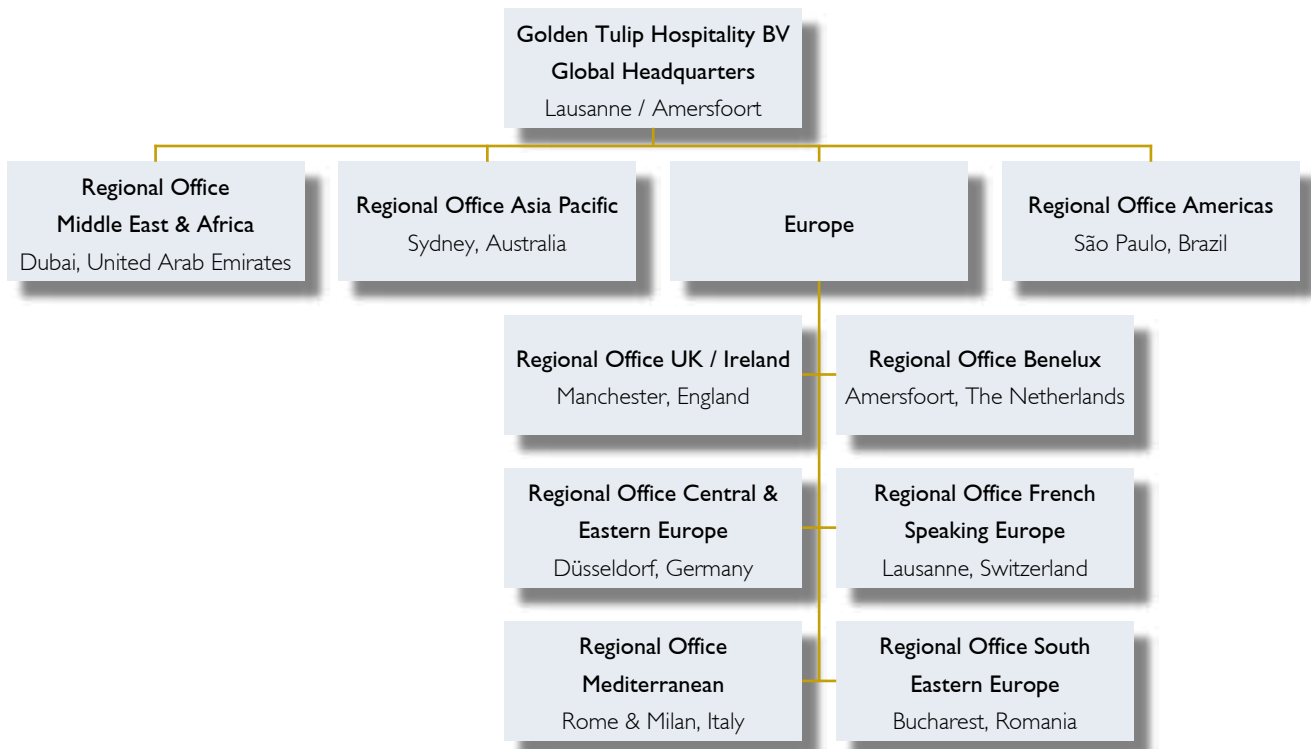 Golden Tulip Hospitality BV
Global Headquarters
Lausanne / Amersfoort
Regional Office
Middle East & Africa
Dubai, United Arab Emirates
Regional Office Asia Pacific
Sydney, Australia
Europe
Regional Office Americas
São Paulo, Brazil
Regional Office UK / Ireland
Manchester, England
Regional Office Benelux
Amersfoort, The Netherlands
Regional Office Central &
Eastern Europe
Düsseldorf, Germany
Regional Office French
Speaking Europe
Lausanne, Switzerland
Regional Office
Mediterranean
Rome & Milan, Italy
Regional Office South
Eastern Europe
Bucharest, Romania